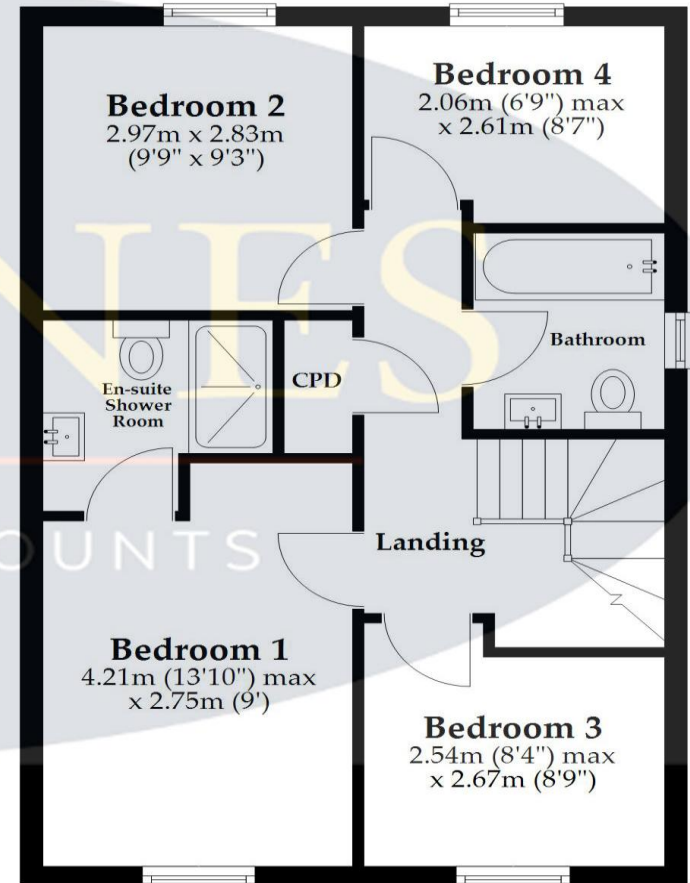 Bedroom 2
2.97m x 2.83m
(9'9" x 9'3")
Bedroom 4
2.06m (6'9") max
x 2.61m (8'7")
NES
Bathroom
CPD
En-suite
Shower
Room
OUNTS
Landing
Bedroom 1
4.21m (13'10") max
x 2.75m (9')
Bedroom 3
2.54m (8'4") max
x 2.67m (8'9")